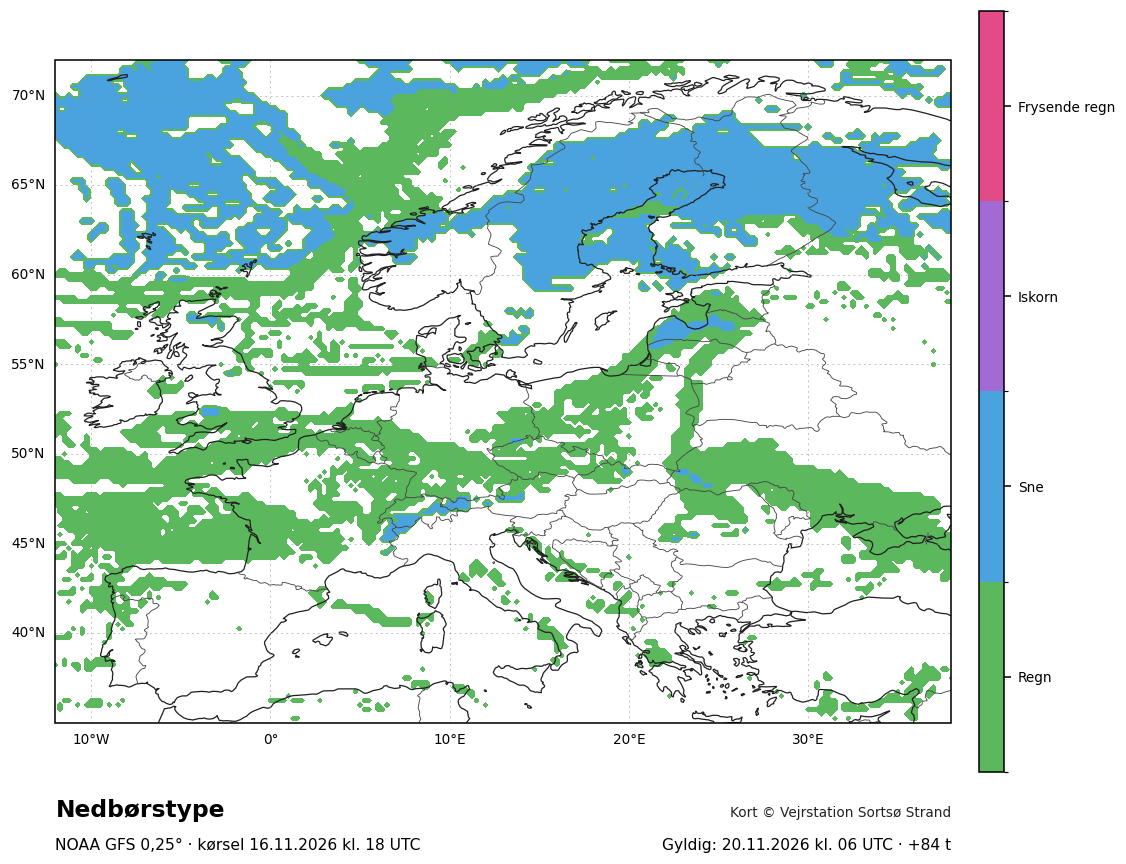 70°N
65°N
60°N
55°N
50°N
45°N
40°N
10°W
0°
10°E
20°E
30°E
Frysende regn
Iskorn
Sne
Regn
Nedbørstype
Kort © Vejrstation Sortsø Strand
NOAA GFS 0,25° · kørsel 16.11.2026 kl. 18 UTC
Gyldig: 20.11.2026 kl. 06 UTC · +84 t